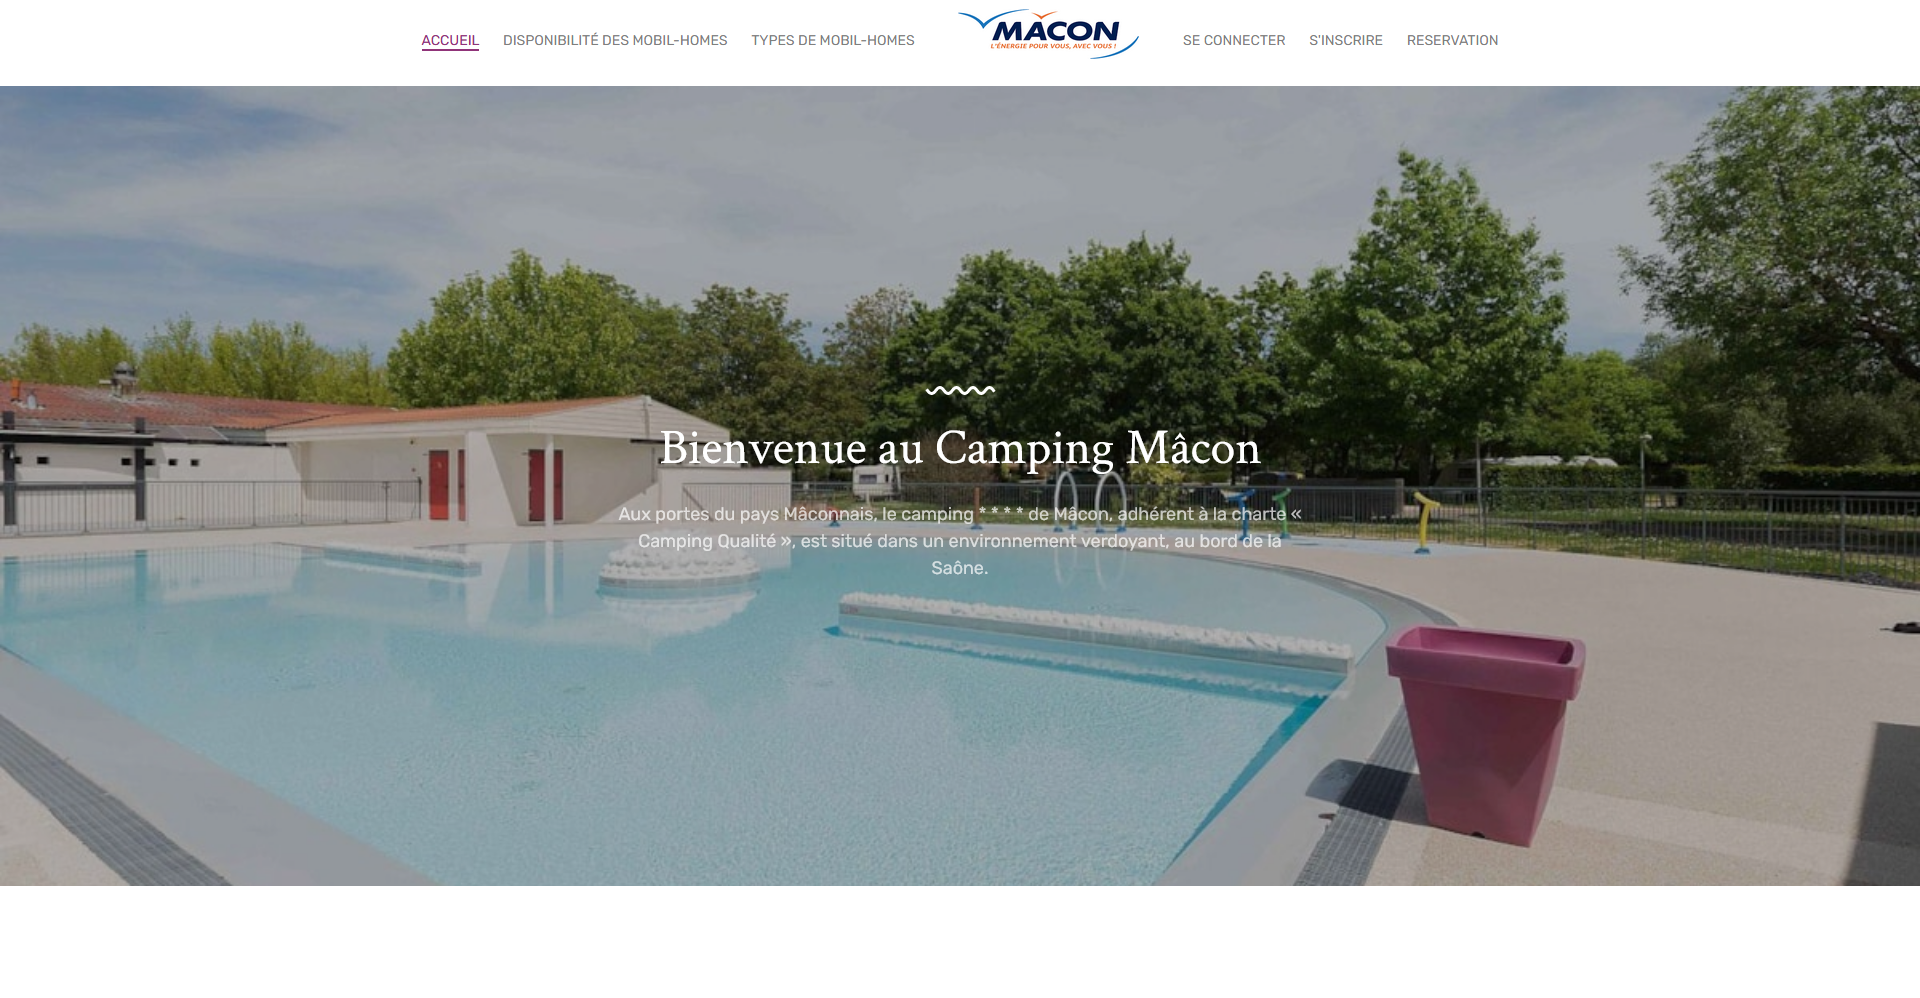 ACCUEIL DISPONIBILITÉ DES MOBIL-HOMES TYPES DE MOBIL-HOMES MÂCON SE CONNECTER S'INSCRIRE RESERVATION
L'ÉNERGIE POUR VOUS, AVEC VOUS !
Bienvenue au Camping Mâcon
Aux portes du pays Mâconnais, le camping * * * * de Mâcon, adhérent à la charte «
Camping Qualité », est situé dans un environnement verdoyant, au bord de la
Saône.